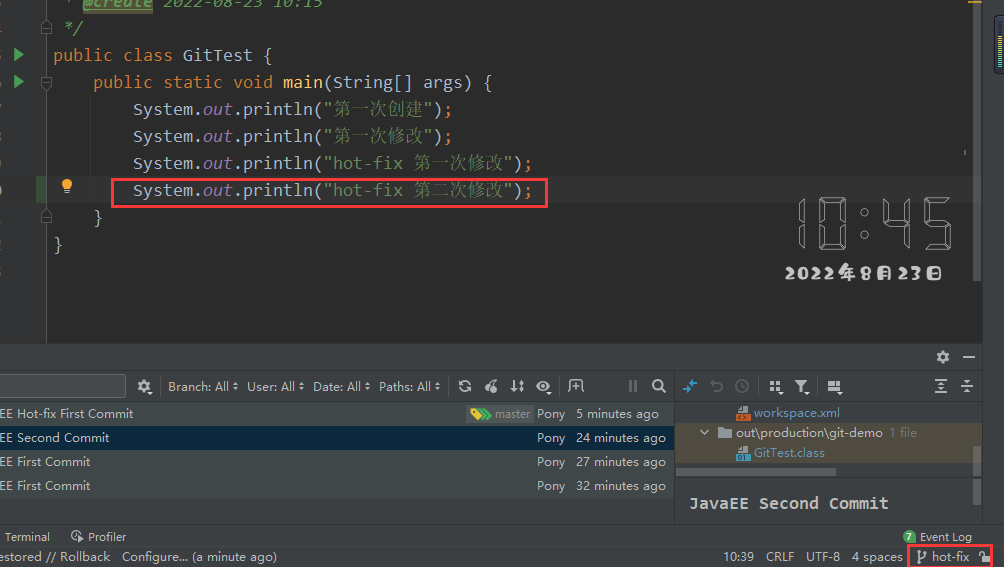 * @create 2022-08-23 10:15
*/
public class GitTest {
public static void main(String[] args) {
System.out.println("第一次创建");
System.out.println("第一次修改");
System.out.println("hot-fix 第一次修改");
System.out.println("hot-fix 第二次修改");
}
}
10:45
2022年8月23日
Branch: All User: All Date: All Paths: All
EE Hot-fix First Commit master Pony 5 minutes ago
EE Second Commit Pony 24 minutes ago
EE First Commit Pony 27 minutes ago
EE First Commit Pony 32 minutes ago
workspace.xml
out\production\git-demo 1 file
GitTest.class
JavaEE Second Commit
Terminal Profiler 7 Event Log
estored // Rollback Configure... (a minute ago) 10:39 CRLF UTF-8 4 spaces hot-fix